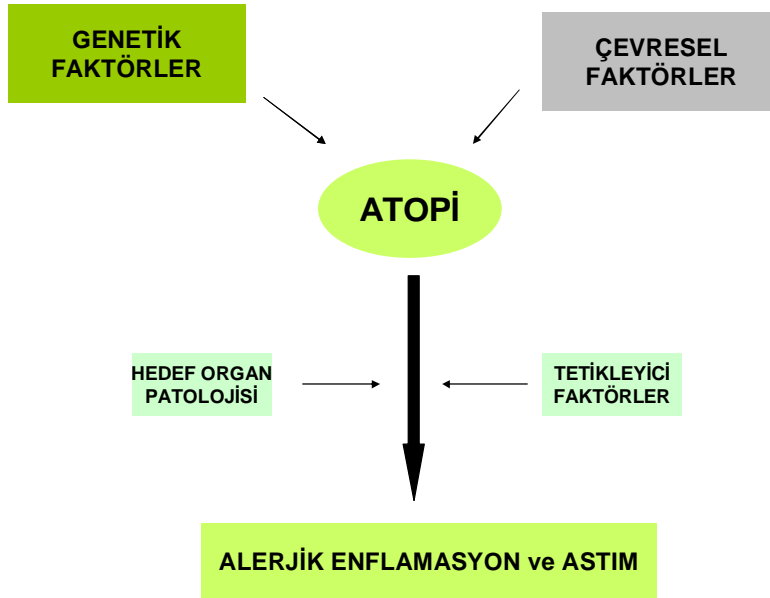 GENETİK
FAKTÖRLER
ÇEVRESEL
FAKTÖRLER
ATOPİ
HEDEF ORGAN
PATOLOJİSİ
TETİKLEYİCİ
FAKTÖRLER
ALERJİK ENFLAMASYON ve ASTIM